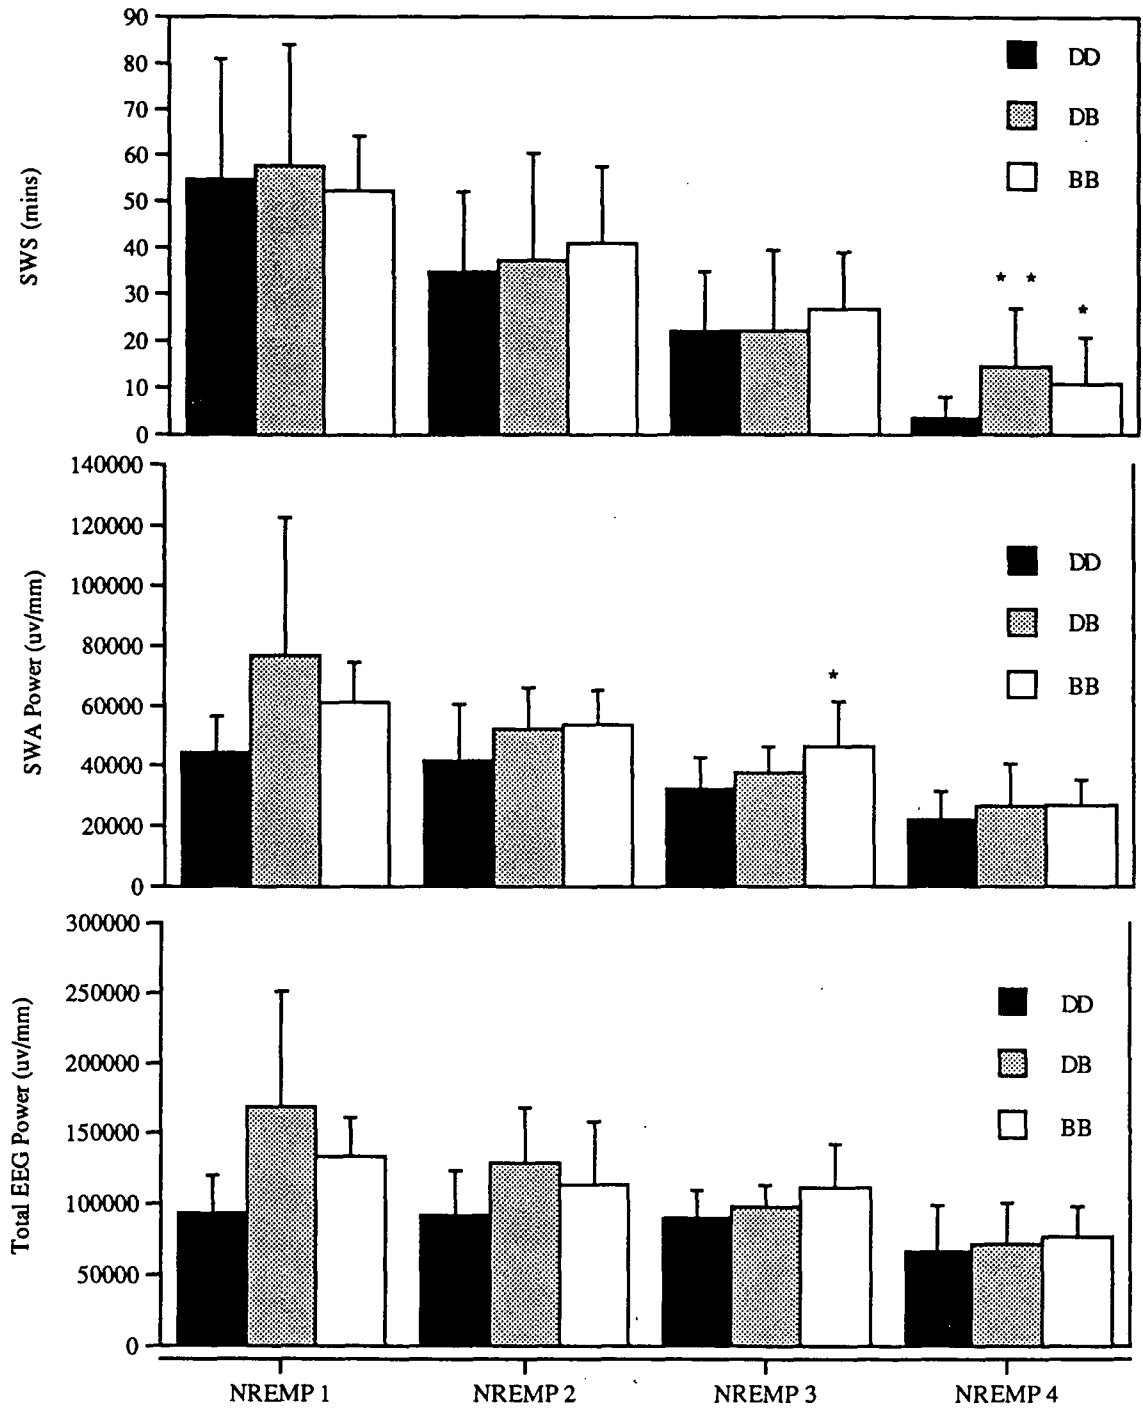 90
80
70
60
50
40
30
20
10
0
SWS (mins)
DD
DB
BB
* *
*
140000
120000
100000
80000
60000
40000
20000
0
SWA Power (uv/mm)
DD
DB
BB
*
300000
250000
200000
150000
100000
50000
0
Total EEG Power (uv/mm)
DD
DB
BB
NREMP 1 NREMP 2 NREMP 3 NREMP 4